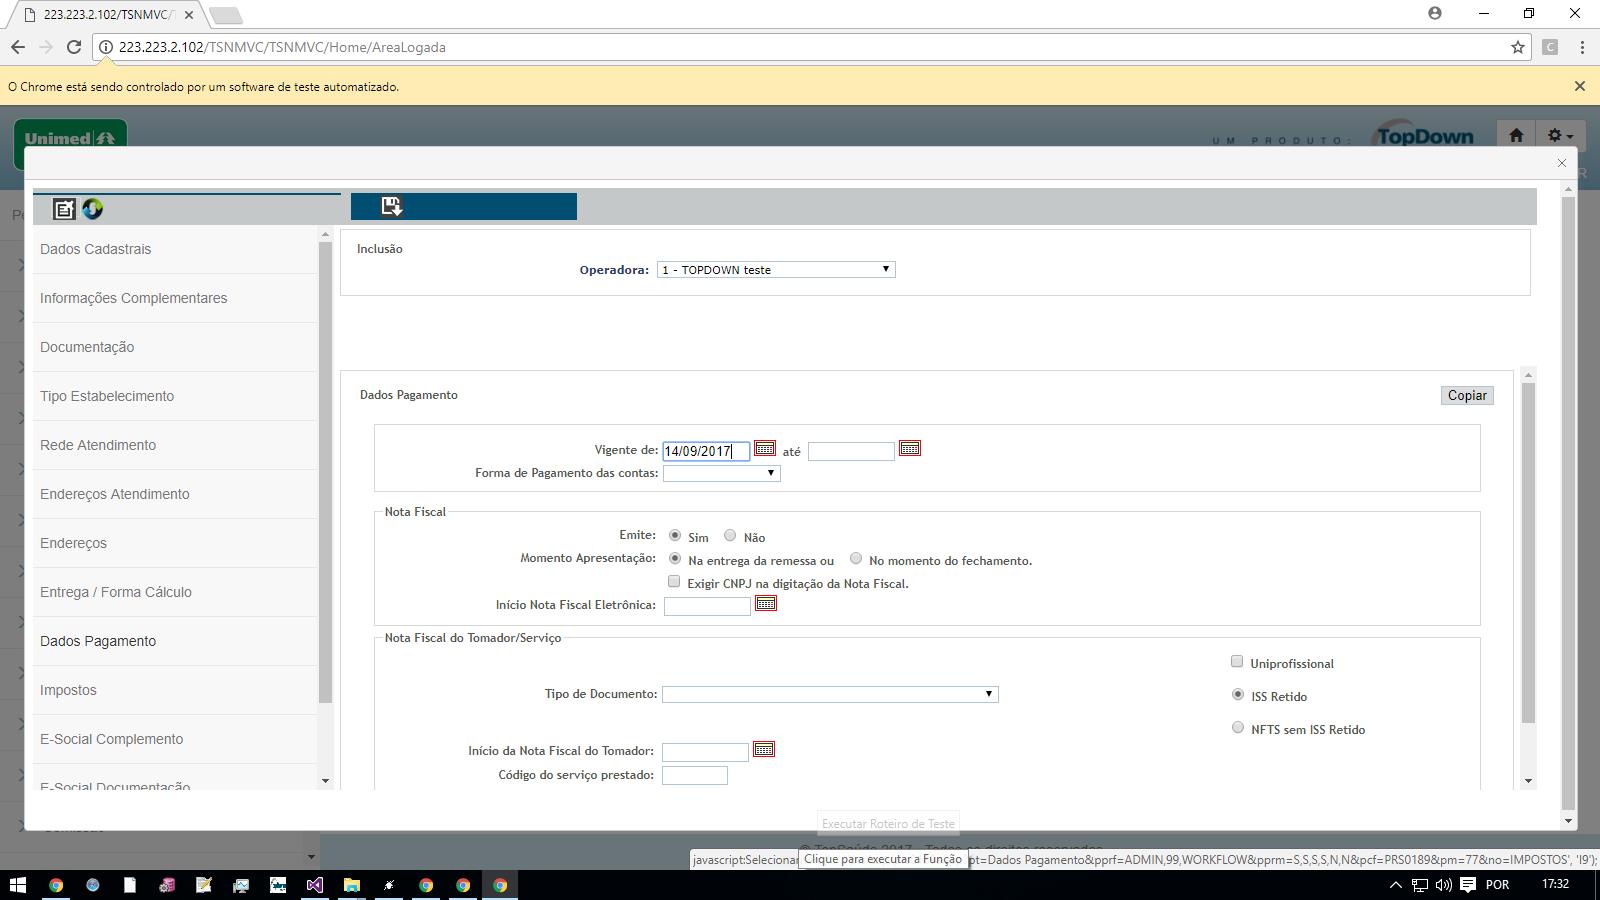 223.223.2.102/TSNMVC/
223.223.2.102/TSNMVC/TSNMVC/Home/AreaLogada
O Chrome está sendo controlado por um software de teste automatizado.
Unimed
UM PRODUTO:
TopDown
Dados Cadastrais
Informações Complementares
Documentação
Tipo Estabelecimento
Rede Atendimento
Endereços Atendimento
Endereços
Entrega / Forma Cálculo
Dados Pagamento
Impostos
E-Social Complemento
E-Social Documentação
Inclusão
Operadora: 1 - TOPDOWN teste
Dados Pagamento
Copiar
Vigente de: 14/09/2017 até
Forma de Pagamento das contas:
Nota Fiscal
Emite: Sim Não
Momento Apresentação: Na entrega da remessa ou No momento do fechamento.
Exigir CNPJ na digitação da Nota Fiscal.
Início Nota Fiscal Eletrônica:
Nota Fiscal do Tomador/Serviço
Uniprofissional
Tipo de Documento:
ISS Retido
NFTS sem ISS Retido
Início da Nota Fiscal do Tomador:
Código do serviço prestado:
Executar Roteiro de Teste
Clique para executar a Função
javascript:Selecionar pt=Dados Pagamento&pprf=ADMIN,99,WORKFLOW&pprm=S,S,S,S,N,N&pcf=PRS0189&pm=77&no=IMPOSTOS', 'I9');
POR
17:32